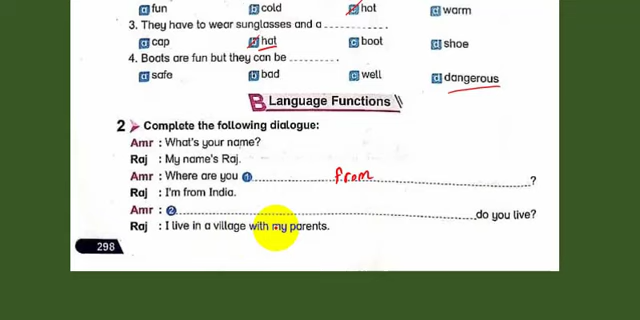 a fun b cold c hot d warm
3. They have to wear sunglasses and a ............
a cap b hat c boot d shoe
4. Boats are fun but they can be ............
a safe b bad c well d dangerous
B Language Functions
2 Complete the following dialogue:
Amr : What's your name?
Raj : My name's Raj.
Amr : Where are you 1 ............ from ............ ?
Raj : I'm from India.
Amr : 2 ............ do you live?
Raj : I live in a village with my parents.
298